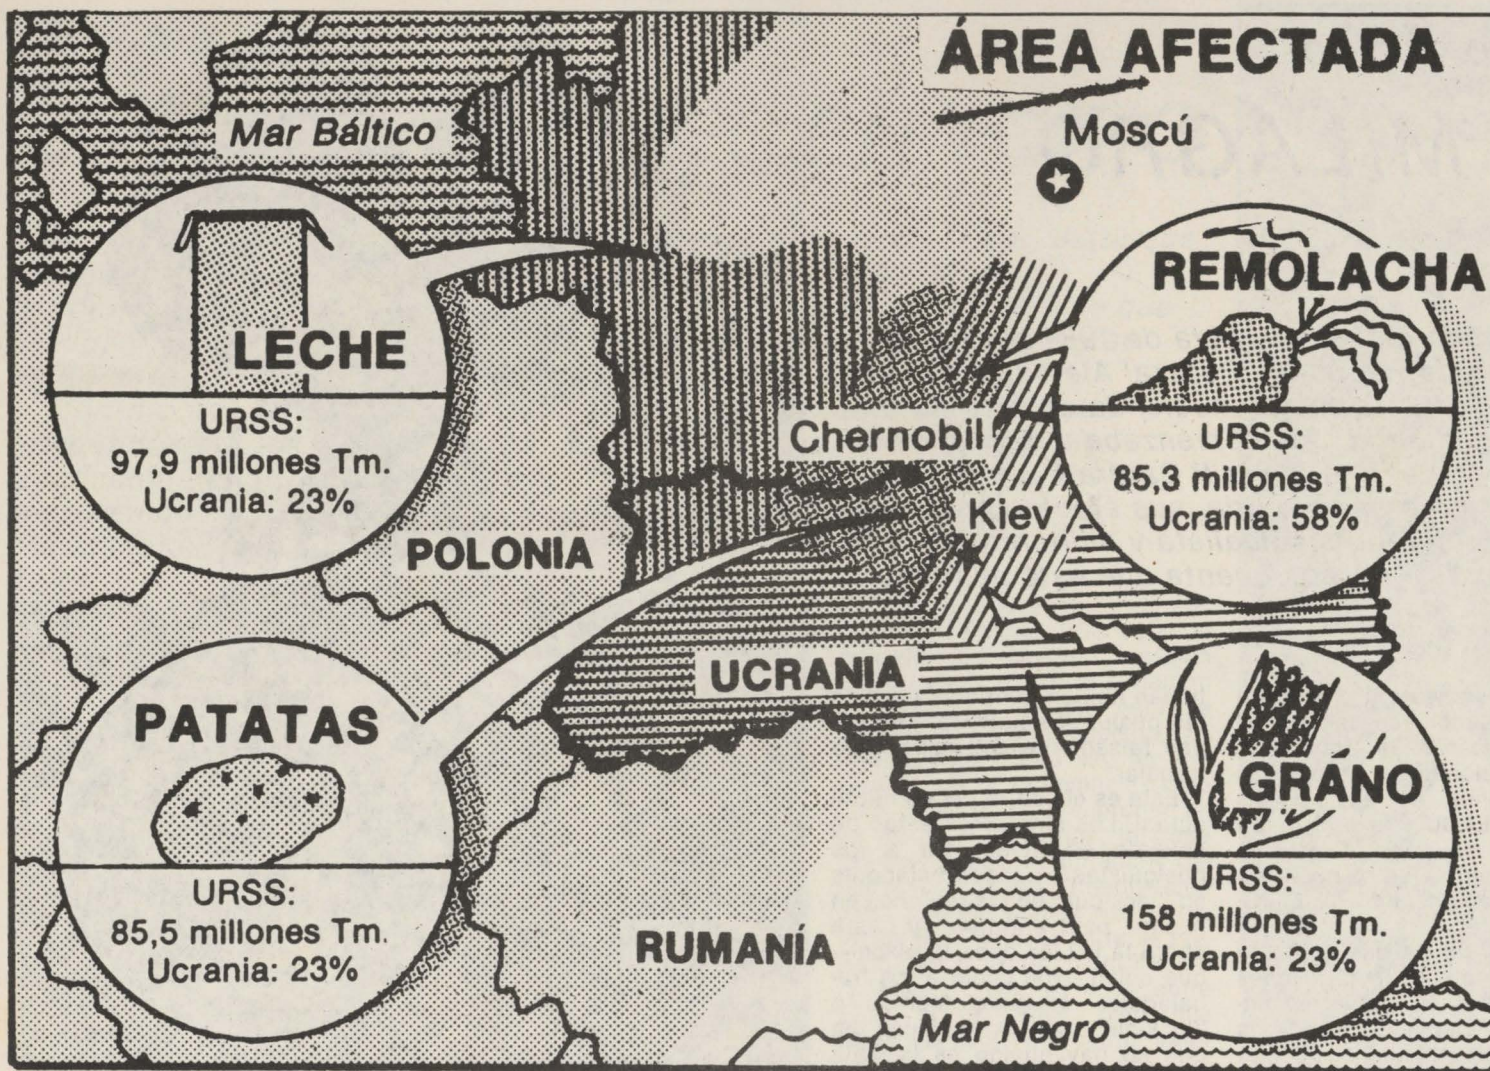 ÁREA AFECTADA
Mar Báltico
Moscú
LECHE
URSS:
97,9 millones Tm.
Ucrania: 23%
REMOLACHA
URSS:
85,3 millones Tm.
Ucrania: 58%
Chernobil
Kiev
POLONIA
UCRANIA
PATATAS
URSS:
85,5 millones Tm.
Ucrania: 23%
GRÁNO
URSS:
158 millones Tm.
Ucrania: 23%
RUMANÍA
Mar Negro